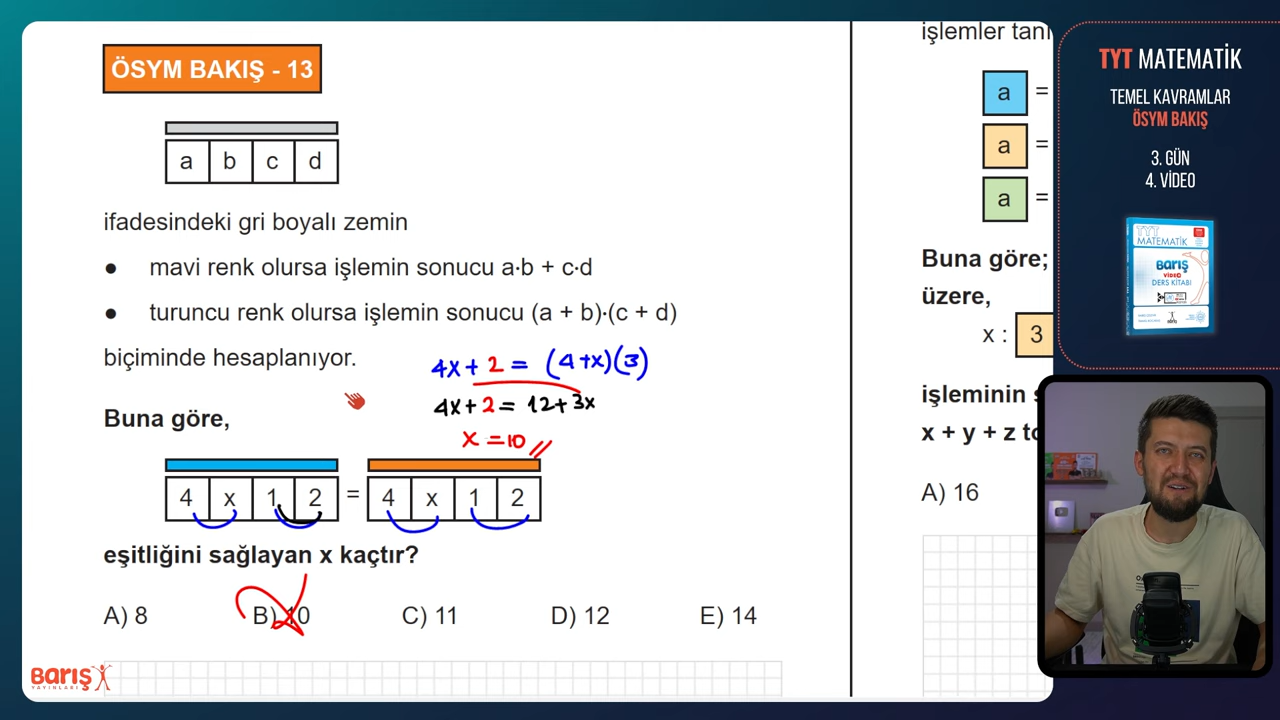 ÖSYM BAKIŞ - 13
a b c d
ifadesindeki gri boyalı zemin
● mavi renk olursa işlemin sonucu a·b + c·d
● turuncu renk olursa işlemin sonucu (a + b)·(c + d)
biçiminde hesaplanıyor.
4x + 2 = (4+x)(3)
4x + 2 = 12 + 3x
x = 10
Buna göre,
4 x 1 2 = 4 x 1 2
eşitliğini sağlayan x kaçtır?
A) 8 B) 10 C) 11 D) 12 E) 14
BARIŞ
YAYINLARI
işlemler tanı
a =
a =
a =
Buna göre;
üzere,
x : 3
işleminin s
x + y + z to
A) 16
TYT MATEMATİK
TEMEL KAVRAMLAR
ÖSYM BAKIŞ
3. GÜN
4. VİDEO
TYT
MATEMATİK
BARIŞ
VİDEO
DERS KİTABI